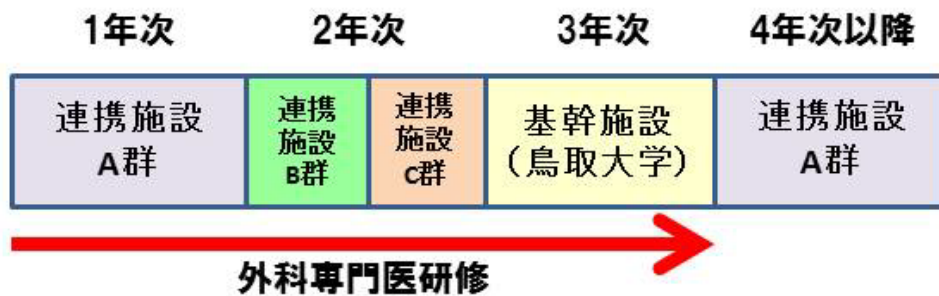 1年次 2年次 3年次 4年次以降
連携施設
A群
連携
施設
B群
連携
施設
C群
基幹施設
(鳥取大学)
連携施設
A群
外科専門医研修